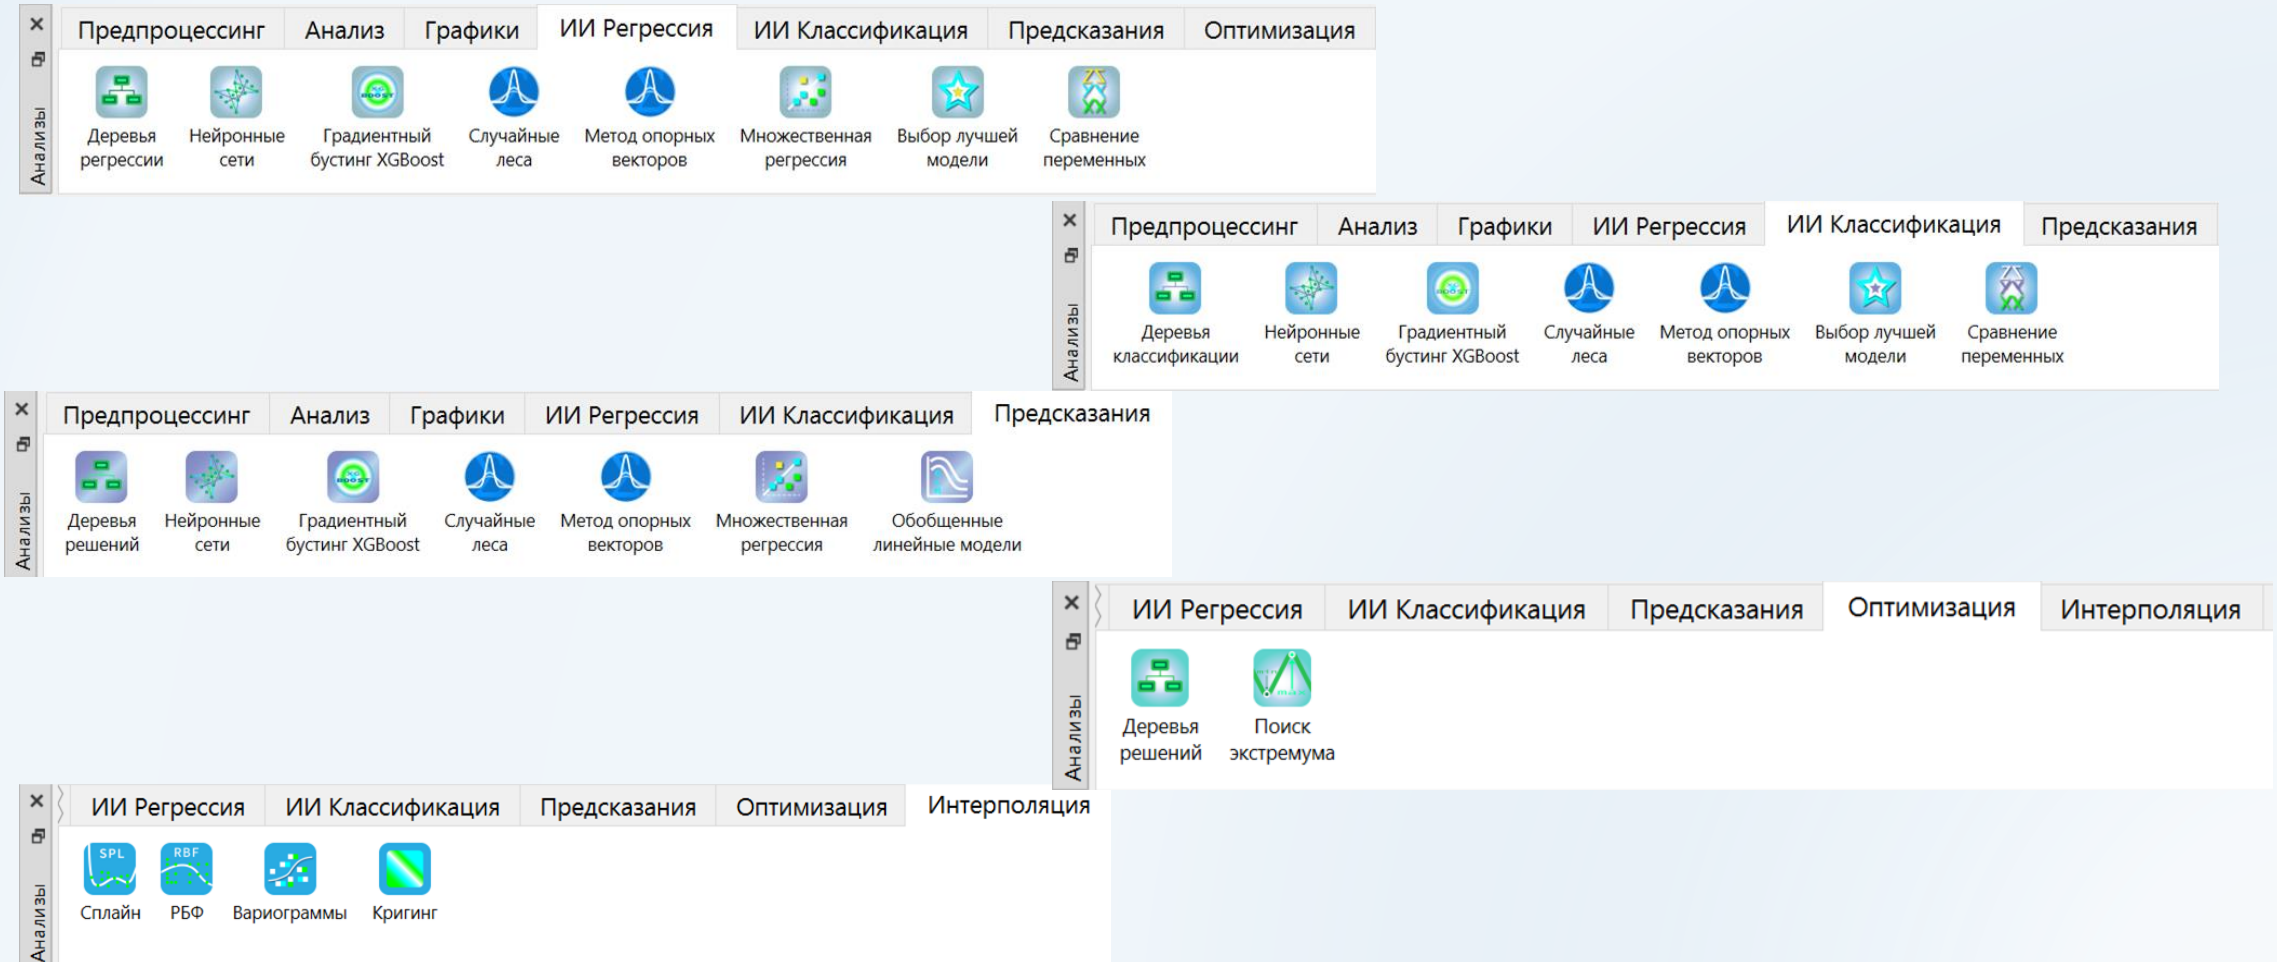 Предпроцессинг Анализ Графики ИИ Регрессия ИИ Классификация Предсказания Оптимизация
Анализы
Деревья регрессии
Нейронные сети
Градиентный бустинг XGBoost
Случайные леса
Метод опорных векторов
Множественная регрессия
Выбор лучшей модели
Сравнение переменных
Предпроцессинг Анализ Графики ИИ Регрессия ИИ Классификация Предсказания
Анализы
Деревья классификации
Нейронные сети
Градиентный бустинг XGBoost
Случайные леса
Метод опорных векторов
Выбор лучшей модели
Сравнение переменных
Предпроцессинг Анализ Графики ИИ Регрессия ИИ Классификация Предсказания
Анализы
Деревья решений
Нейронные сети
Градиентный бустинг XGBoost
Случайные леса
Метод опорных векторов
Множественная регрессия
Обобщенные линейные модели
ИИ Регрессия ИИ Классификация Предсказания Оптимизация Интерполяция
Анализы
Деревья решений
Поиск экстремума
ИИ Регрессия ИИ Классификация Предсказания Оптимизация Интерполяция
Анализы
SPL
Сплайн
RBF
РБФ
Вариограммы
Кригинг